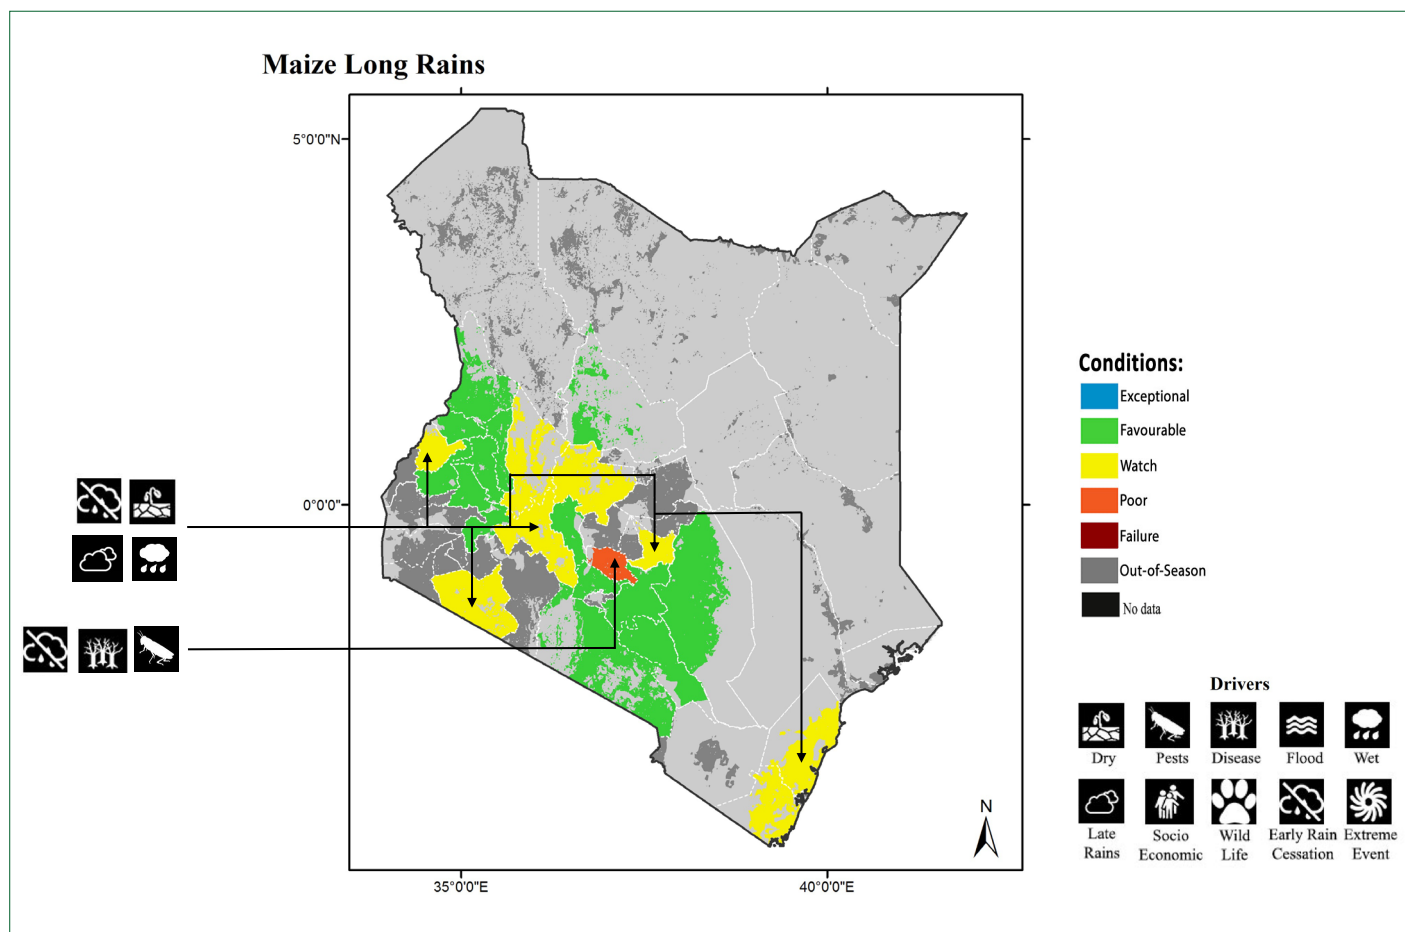 Maize Long Rains
5°0'0"N
0°0'0"
35°0'0"E
40°0'0"E
N
Conditions:
Exceptional
Favourable
Watch
Poor
Failure
Out-of-Season
No data
Drivers
Dry
Pests
Disease
Flood
Wet
Late
Rains
Socio
Economic
Wild
Life
Early Rain
Cessation
Extreme
Event